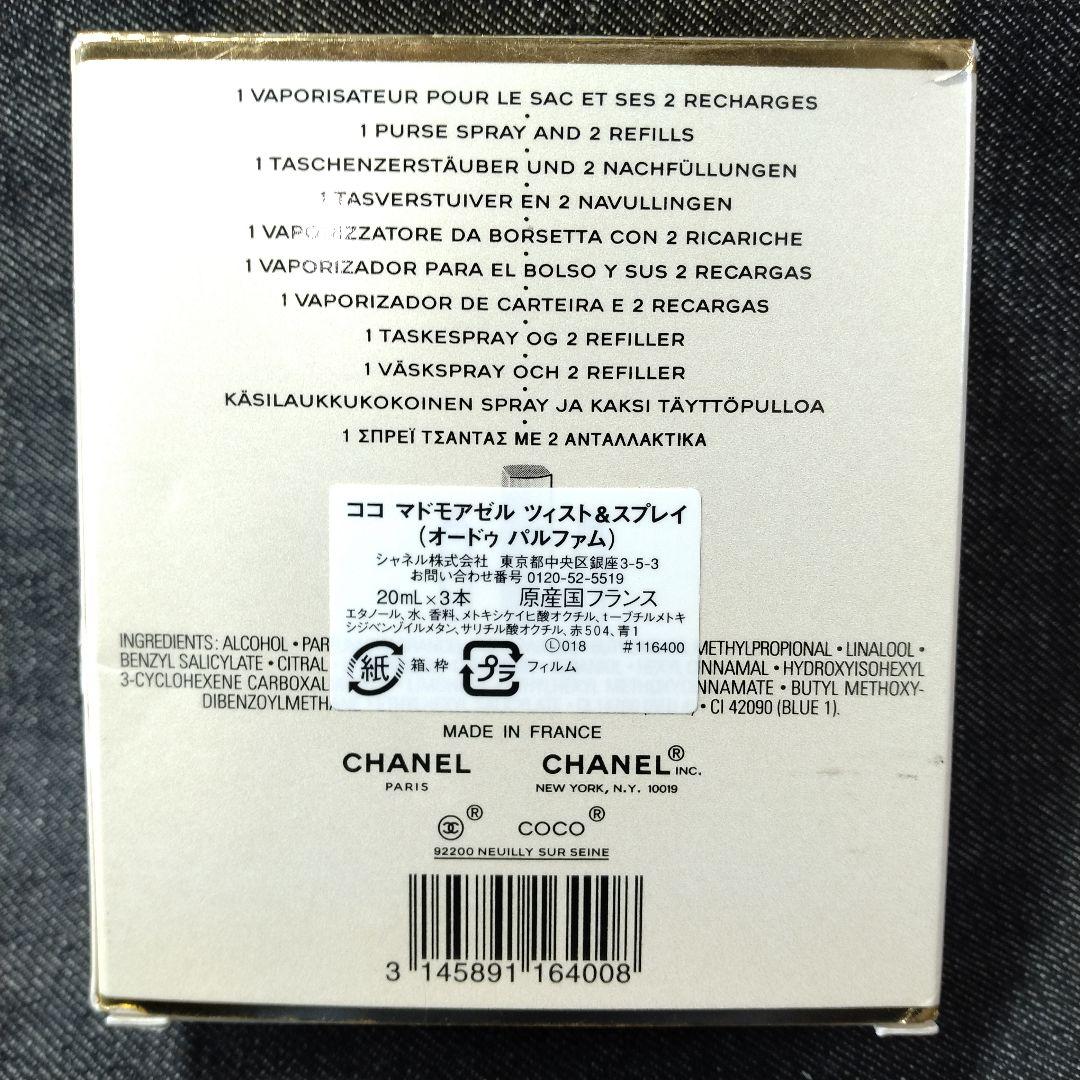 1 VAPORISATEUR POUR LE SAC ET SES 2 RECHARGES
•
1 PURSE SPRAY AND 2 REFILLS
•
1 TASCHENZERSTÄUBER UND 2 NACHFÜLLUNGEN
•
1 TASVERSTUIVER EN 2 NAVULLINGEN
•
1 VAPORIZZATORE DA BORSETTA CON 2 RICARICHE
•
1 VAPORIZADOR PARA EL BOLSO Y SUS 2 RECARGAS
•
1 VAPORIZADOR DE CARTEIRA E 2 RECARGAS
•
1 TASKESPRAY OG 2 REFILLER
•
1 VÄSKSPRAY OCH 2 REFILLER
•
KÄSILAUKKUKOKOINEN SPRAY JA KAKSI TÄYTTÖPULLOA
•
1 ΣΠΡΕΪ ΤΣΑΝΤΑΣ ΜΕ 2 ΑΝΤΑΛΛΑΚΤΙΚΑ
ココ マドモアゼル ツィスト&スプレイ
(オードゥ パルファム)
シャネル株式会社 東京都中央区銀座3-5-3
お問い合わせ番号 0120-52-5519
20mL×3本 原産国フランス
エタノール、水、香料、メトキシケイヒ酸オクチル、t-ブチルメトキ
シジベンゾイルメタン、サリチル酸オクチル、赤504、青1
Ⓛ018 #116400
紙 箱、枠 プラ フィルム
INGREDIENTS: ALCOHOL • METHYLPROPIONAL • LINALOOL •
BENZYL SALICYLATE • CITRAL CINNAMAL • HYDROXYISOHEXYL
3-CYCLOHEXENE METHOXYCINNAMATE • BUTYL METHOXY-
• CI 42090 (BLUE 1).
MADE IN FRANCE
CHANEL CHANEL® INC.
PARIS NEW YORK, N.Y. 10019
® COCO ®
92200 NEUILLY SUR SEINE
3 145891 164008